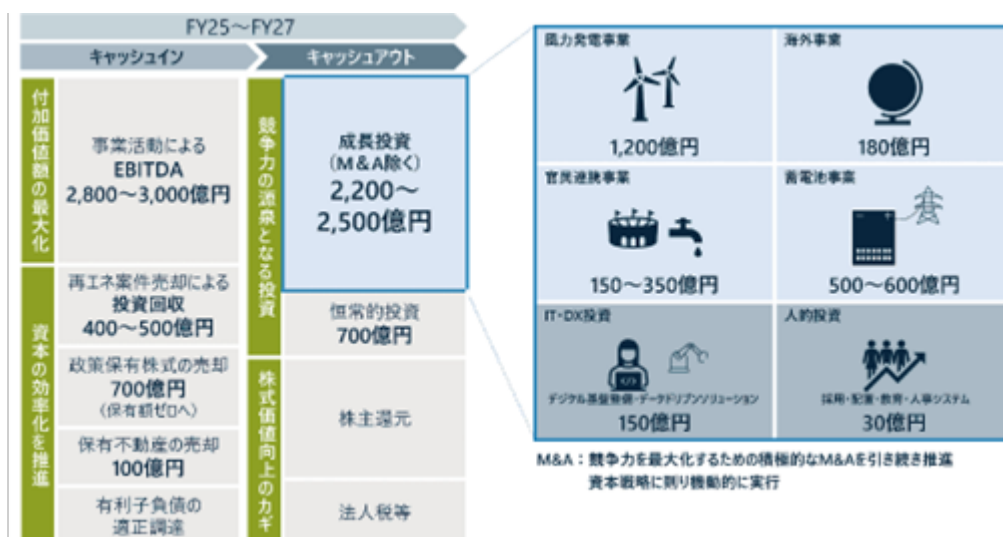 FY25～FY27
キャッシュイン
キャッシュアウト
付加価値額の最大化
事業活動による
EBITDA
2,800～3,000億円
資本の効率化を推進
再エネ案件売却による
投資回収
400～500億円
政策保有株式の売却
700億円
(保有額ゼロへ)
保有不動産の売却
100億円
有利子負債の
適正調達
競争力の源泉となる投資
成長投資
(M&A除く)
2,200～
2,500億円
恒常的投資
700億円
株式価値向上のカギ
株主還元
法人税等
風力発電事業
1,200億円
海外事業
180億円
官民連携事業
150～350億円
蓄電池事業
500～600億円
IT・DX投資
デジタル基盤整備・データドリブンソリューション
150億円
人的投資
採用・配置・教育・人事システム
30億円
M&A：競争力を最大化するための積極的なM&Aを引き続き推進
資本戦略に則り機動的に実行